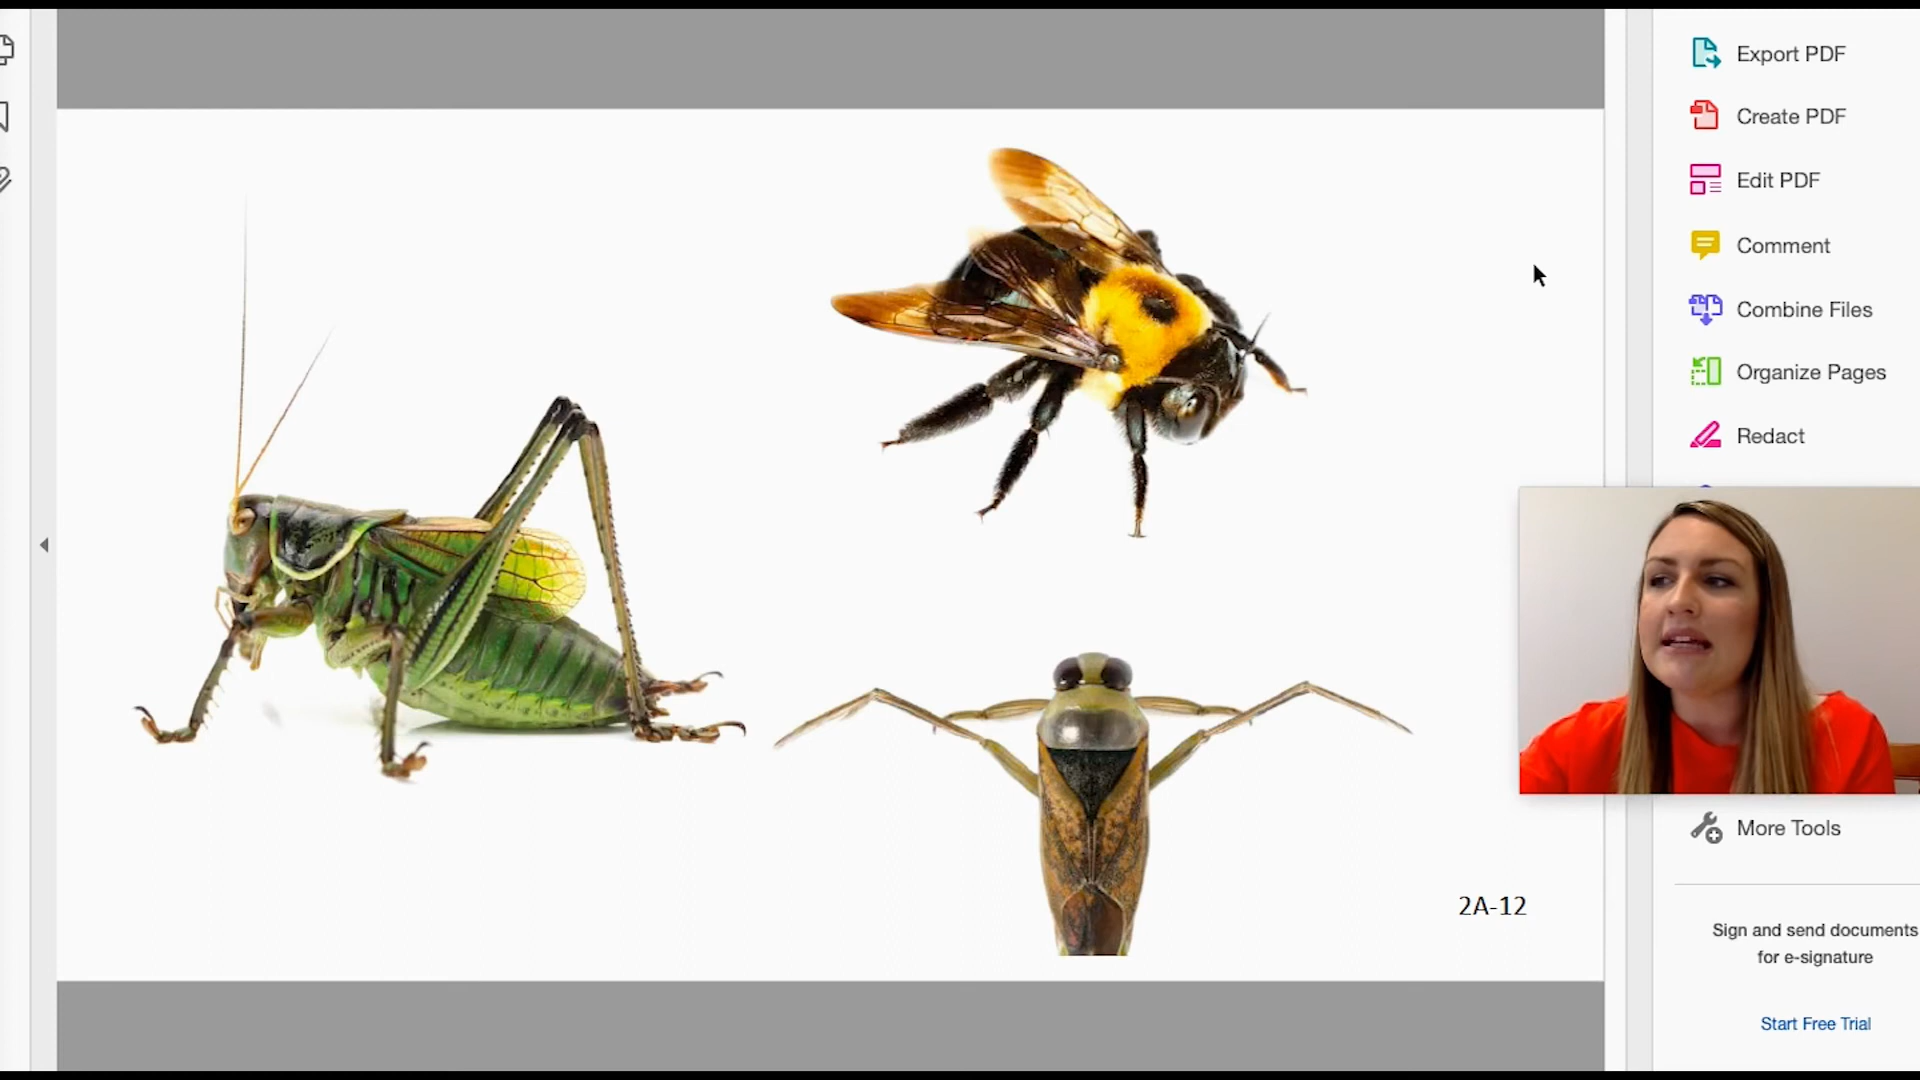 Export PDF
Create PDF
Edit PDF
Comment
Combine Files
Organize Pages
Redact
More Tools
2A-12
Sign and send documents
for e-signature
Start Free Trial